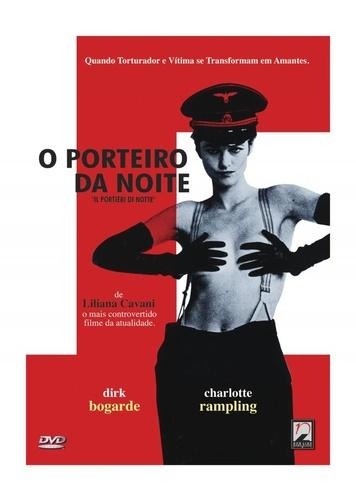 Quando Torturador e Vítima se Transformam em Amantes.
O PORTEIRO
DA NOITE
"IL PORTIERI DI NOTTE"
de
Liliana Cavani
o mais controvertido
filme da atualidade.
dirk
bogarde
charlotte
rampling
DVD